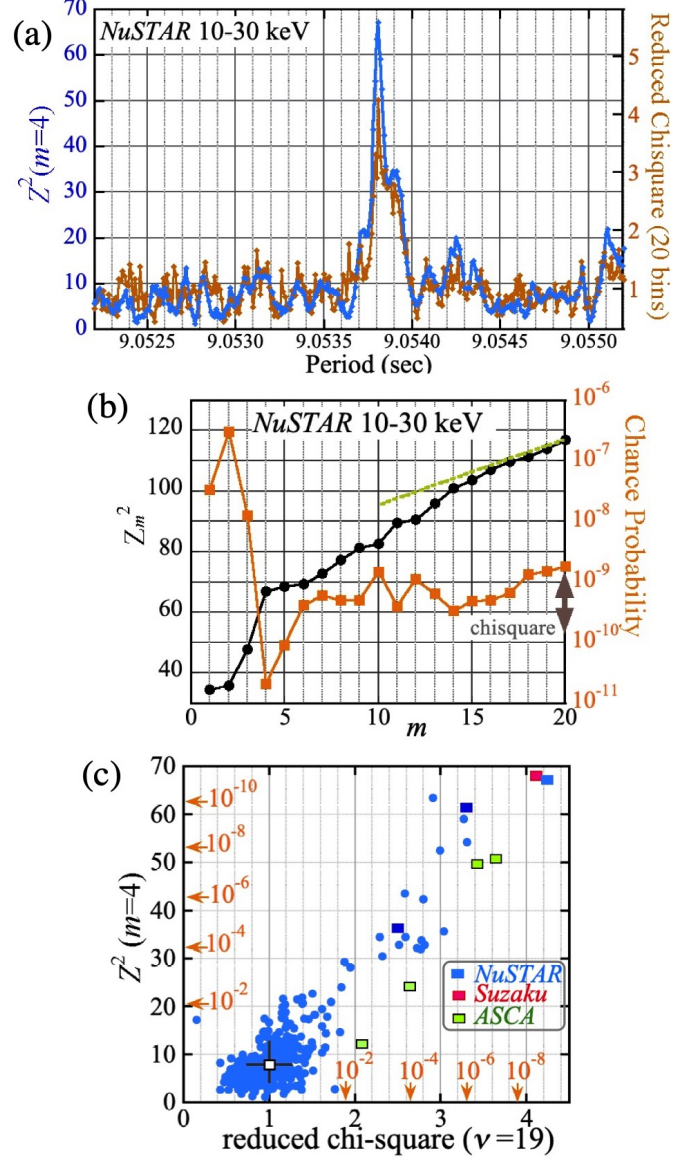 (a)
NuSTAR 10-30 keV
Z²(m=4)
70
60
50
40
30
20
10
0
5
4
3
2
1
Reduced Chisquare (20 bins)
9.0525 9.0530 9.0535 9.0540 9.0545 9.0550
Period (sec)
(b)
NuSTAR 10-30 keV
Zm²
120
100
80
60
40
10⁻⁶
10⁻⁷
10⁻⁸
10⁻⁹
10⁻¹⁰
10⁻¹¹
Chance Probability
chisquare
0 5 10 15 20
m
(c)
Z² (m=4)
70
60
50
40
30
20
10
0
10⁻¹⁰
10⁻⁸
10⁻⁶
10⁻⁴
10⁻²
NuSTAR
Suzaku
ASCA
10⁻² 10⁻⁴ 10⁻⁶ 10⁻⁸
0 1 2 3 4
reduced chi-square (ν =19)